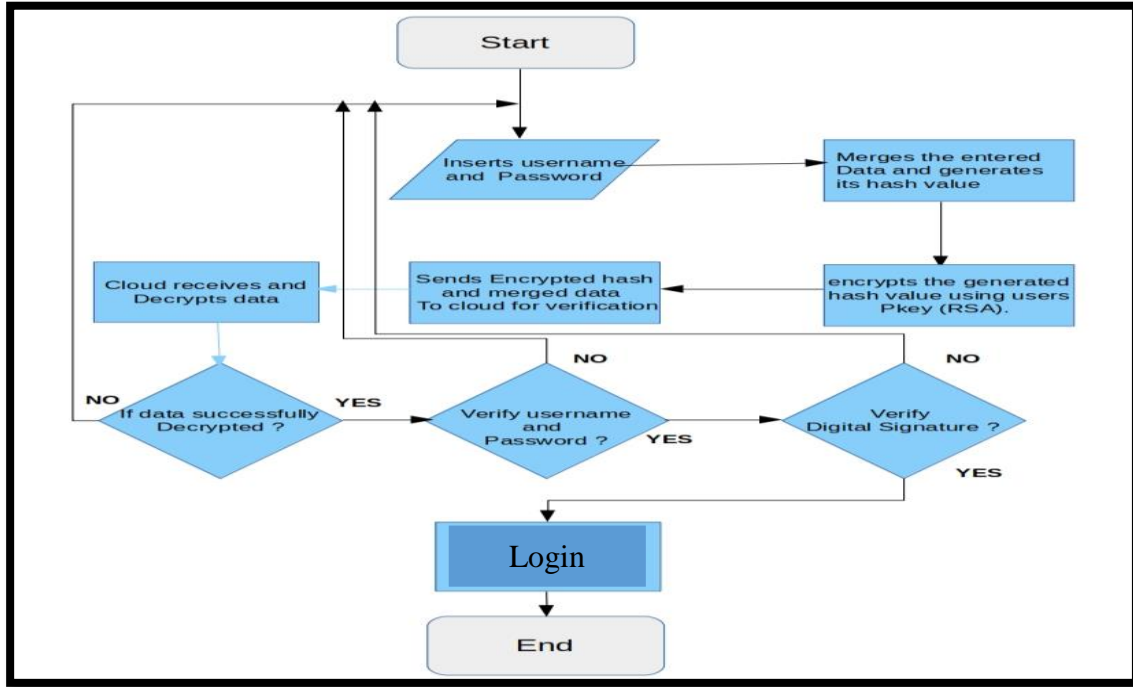 Start
Inserts username
and Password
Merges the entered
Data and generates
its hash value
encrypts the generated
hash value using users
Pkey (RSA).
Sends Encrypted hash
and merged data
To cloud for verification
Cloud receives and
Decrypts data
NO
If data successfully
Decrypted ?
YES
NO
Verify username
and
Password ?
YES
NO
Verify
Digital Signature ?
YES
Login
End